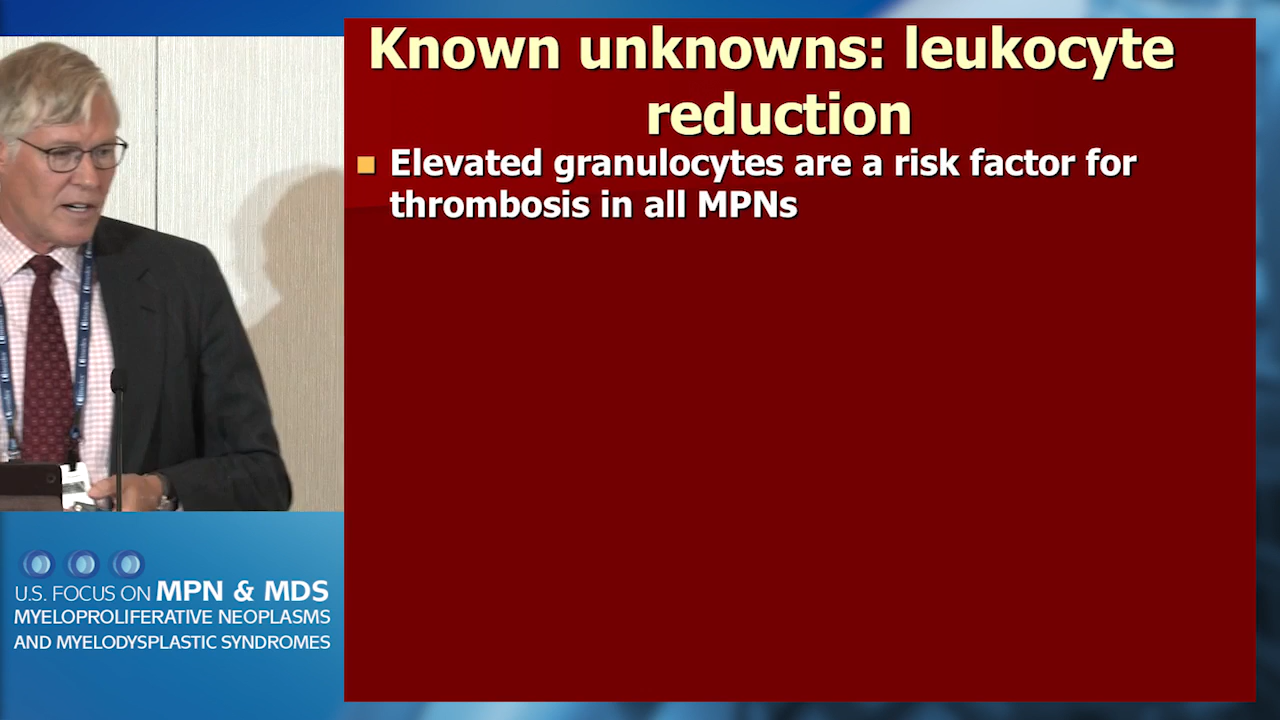 Known unknowns: leukocyte
reduction
Elevated granulocytes are a risk factor for
thrombosis in all MPNs
U.S. FOCUS ON MPN & MDS
MYELOPROLIFERATIVE NEOPLASMS
AND MYELODYSPLASTIC SYNDROMES